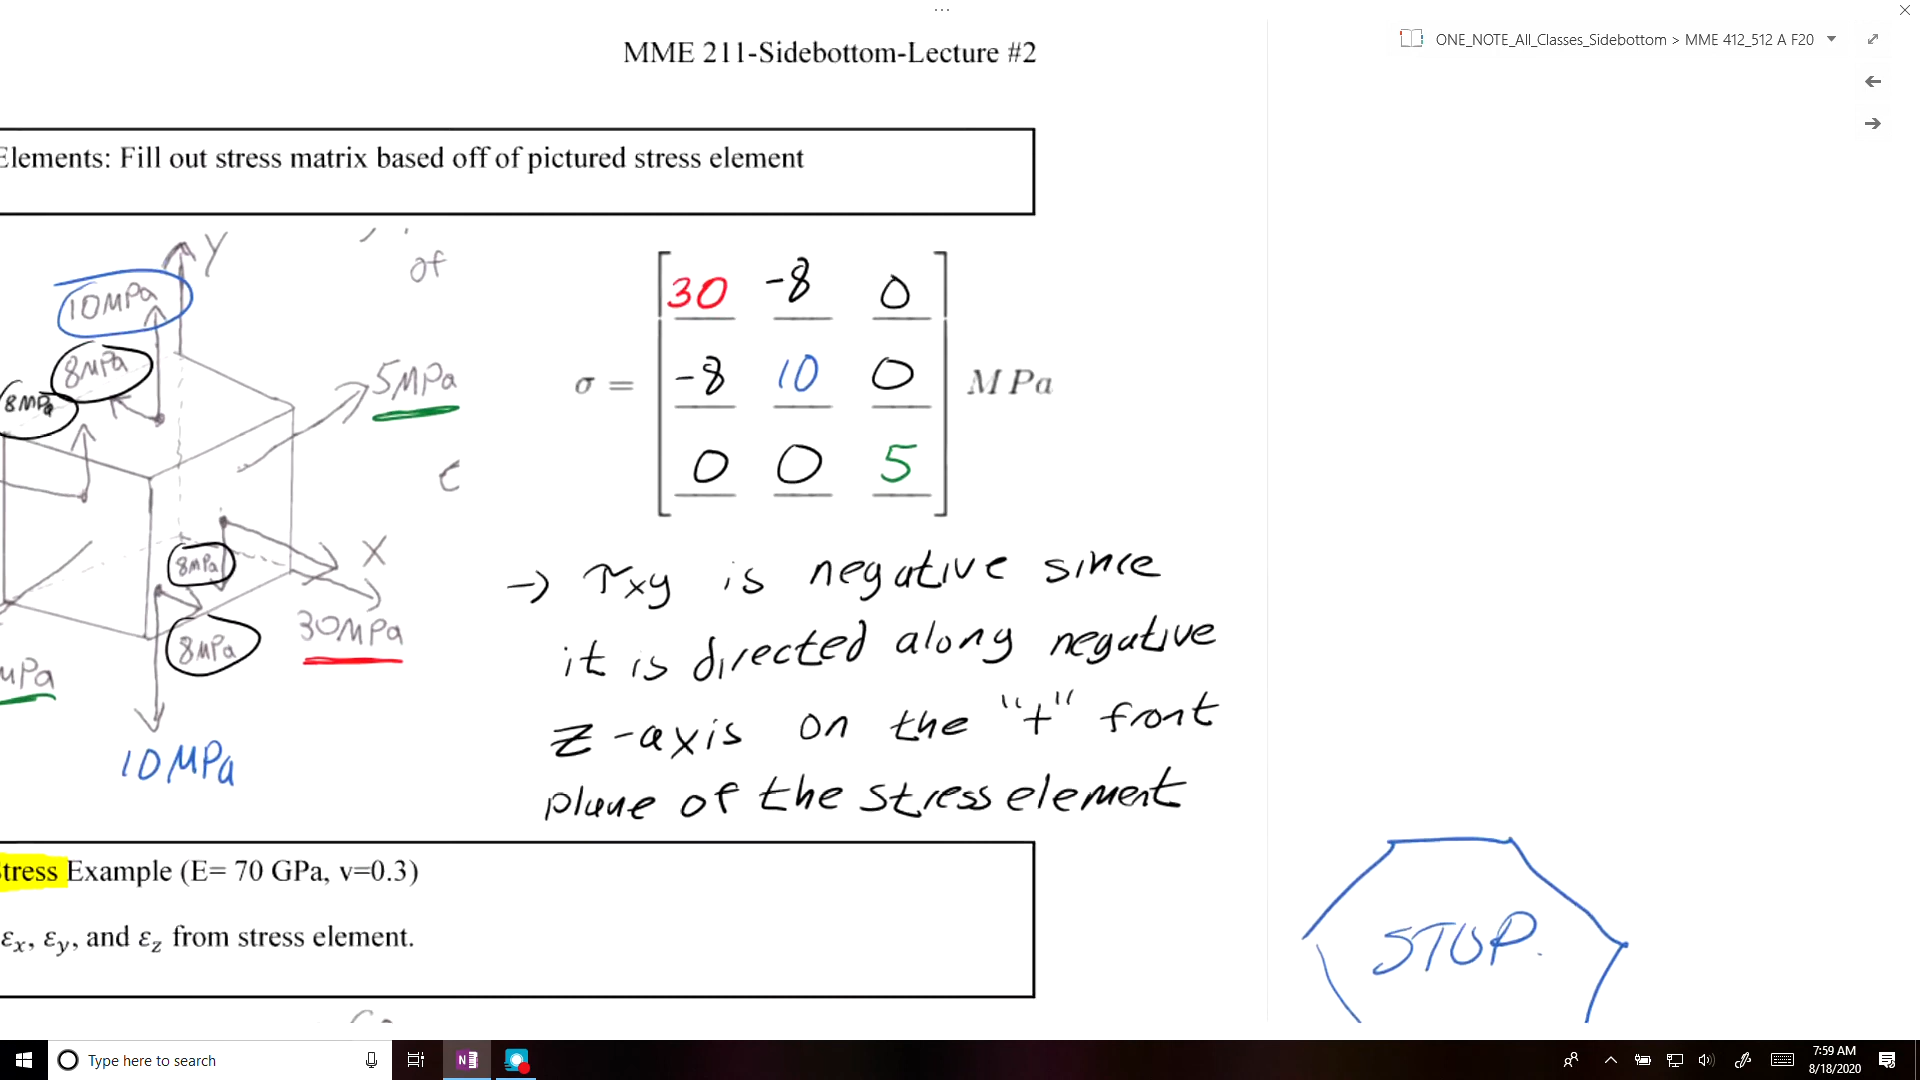 ...
MME 211-Sidebottom-Lecture #2
ONE_NOTE_All_Classes_Sidebottom > MME 412_512 A F20
Elements: Fill out stress matrix based off of pictured stress element
Y
of
10MPa
30 -8 0
8MPa
5MPa
8MPa
σ = -8 10 0 MPa
0 0 5
X
8MPa
→ τxy is negative since
30MPa
8MPa
it is directed along negative
MPa
z-axis on the "+" front
10MPa
plane of the stress element
Stress Example (E= 70 GPa, v=0.3)
εx, εy, and εz from stress element.
STOP.
Type here to search
7:59 AM
8/18/2020